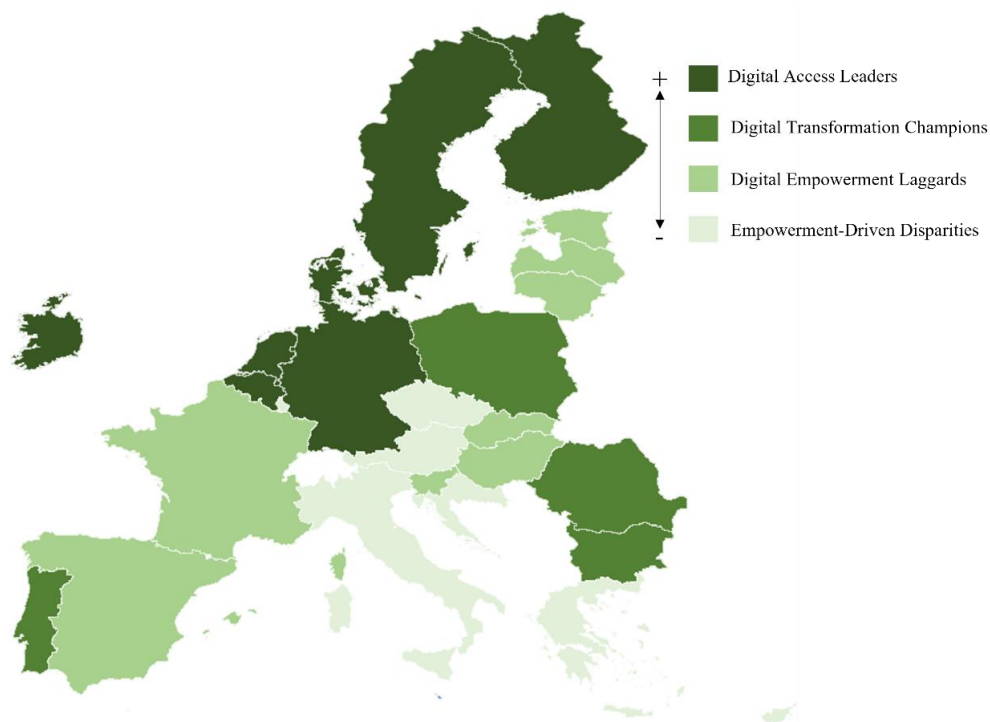 +
Digital Access Leaders
Digital Transformation Champions
Digital Empowerment Laggards
-
Empowerment-Driven Disparities